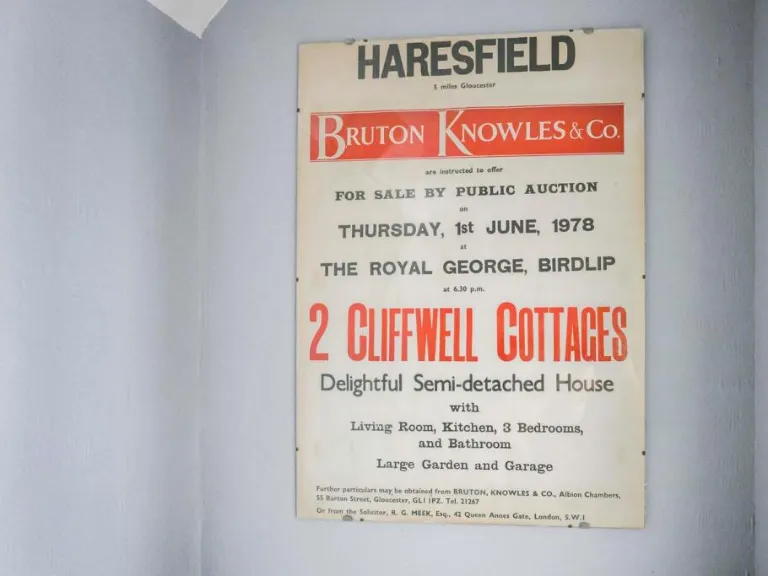 HARESFIELD
5 miles Gloucester
BRUTON KNOWLES & CO.
are instructed to offer
FOR SALE BY PUBLIC AUCTION
on
THURSDAY, 1st JUNE, 1978
at
THE ROYAL GEORGE, BIRDLIP
at 6.30 p.m.
2 CLIFFWELL COTTAGES
Delightful Semi-detached House
with
Living Room, Kitchen, 3 Bedrooms,
and Bathroom
Large Garden and Garage
Further particulars may be obtained from BRUTON, KNOWLES & CO., Albion Chambers,
55 Barton Street, Gloucester, GL1 1PZ. Tel. 21267
Or from the Solicitor, R. G. MEEK, Esq., 42 Queen Annes Gate, London, S.W.1